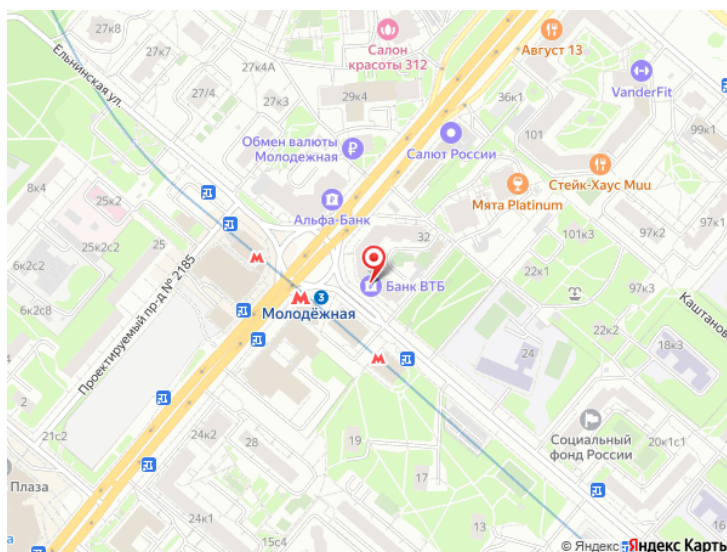 27к8
27к7
Салон
красоты 312
Август 13
Ельнинская ул.
27к4А
VanderFit
27/4
27к3
29к4
36к1
99к1
101
Обмен валюты
Молодежная
Салют России
Стейк-Хаус Muu
8к4
Альфа-Банк
Мята Platinum
97к1
25к2
32
101к3
97к2
25к2с2
25
6к2с2
22к1
Банк ВТБ
97к3
3
Молодёжная
Каштанов
6к2с8
Проектируемый пр-д № 2185
22к2
24
18к3
21с2
24к2
28
19
Социальный
фонд России
20к1с1
Плаза
15с4
17
16
24к1
13
© Яндекс Яндекс Карты